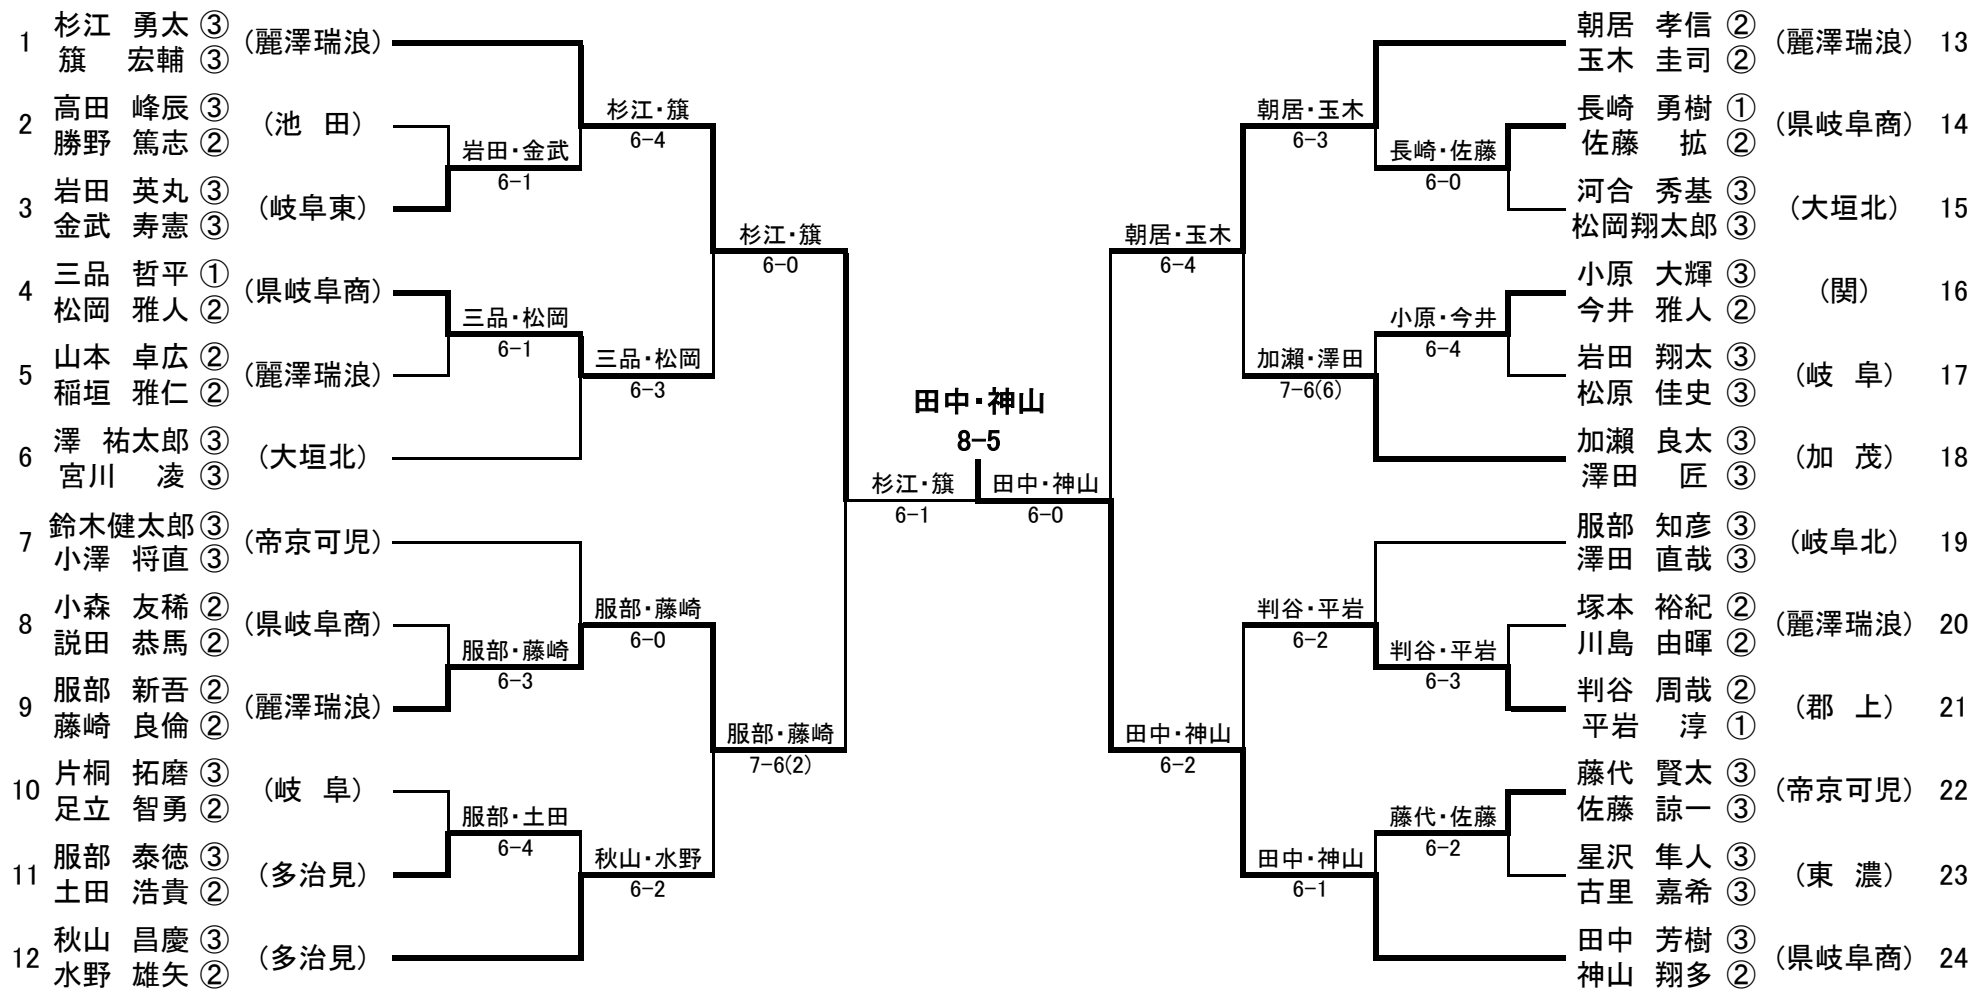 1 杉江 勇太 ③ (麗澤瑞浪)
籏 宏輔 ③
2 高田 峰辰 ③ (池 田)
勝野 篤志 ②
3 岩田 英丸 ③ (岐阜東)
金武 寿憲 ③
4 三品 哲平 ① (県岐阜商)
松岡 雅人 ②
5 山本 卓広 ② (麗澤瑞浪)
稲垣 雅仁 ②
6 澤 祐太郎 ③ (大垣北)
宮川 凌 ③
7 鈴木健太郎 ③ (帝京可児)
小澤 将直 ③
8 小森 友稀 ② (県岐阜商)
説田 恭馬 ②
9 服部 新吾 ② (麗澤瑞浪)
藤崎 良倫 ②
10 片桐 拓磨 ③ (岐 阜)
足立 智勇 ②
11 服部 泰徳 ③ (多治見)
土田 浩貴 ②
12 秋山 昌慶 ③ (多治見)
水野 雄矢 ②
岩田・金武
6-1
三品・松岡
6-1
服部・藤崎
6-3
服部・土田
6-4
杉江・籏
6-4
三品・松岡
6-3
服部・藤崎
6-0
秋山・水野
6-2
杉江・籏
6-0
服部・藤崎
7-6(2)
杉江・籏
6-1
田中・神山
8-5
田中・神山
6-0
朝居・玉木
6-4
田中・神山
6-2
朝居・玉木
6-3
加瀬・澤田
7-6(6)
判谷・平岩
6-2
田中・神山
6-1
長崎・佐藤
6-0
小原・今井
6-4
判谷・平岩
6-3
藤代・佐藤
6-2
朝居 孝信 ② (麗澤瑞浪) 13
玉木 圭司 ②
長崎 勇樹 ① (県岐阜商) 14
佐藤 拡 ②
河合 秀基 ③ (大垣北) 15
松岡翔太郎 ③
小原 大輝 ③ (関) 16
今井 雅人 ②
岩田 翔太 ③ (岐 阜) 17
松原 佳史 ③
加瀬 良太 ③ (加 茂) 18
澤田 匠 ③
服部 知彦 ③ (岐阜北) 19
澤田 直哉 ③
塚本 裕紀 ② (麗澤瑞浪) 20
川島 由暉 ②
判谷 周哉 ② (郡 上) 21
平岩 淳 ①
藤代 賢太 ③ (帝京可児) 22
佐藤 諒一 ③
星沢 隼人 ③ (東 濃) 23
古里 嘉希 ③
田中 芳樹 ③ (県岐阜商) 24
神山 翔多 ②